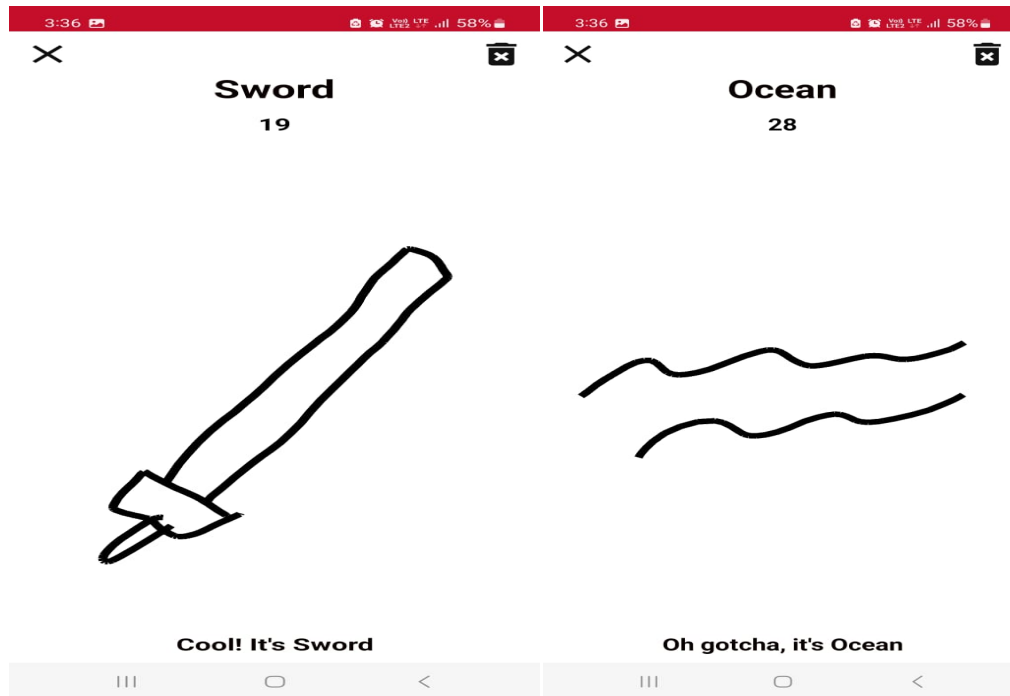 3:36 58%
Sword
19
Cool! It's Sword
3:36 58%
Ocean
28
Oh gotcha, it's Ocean